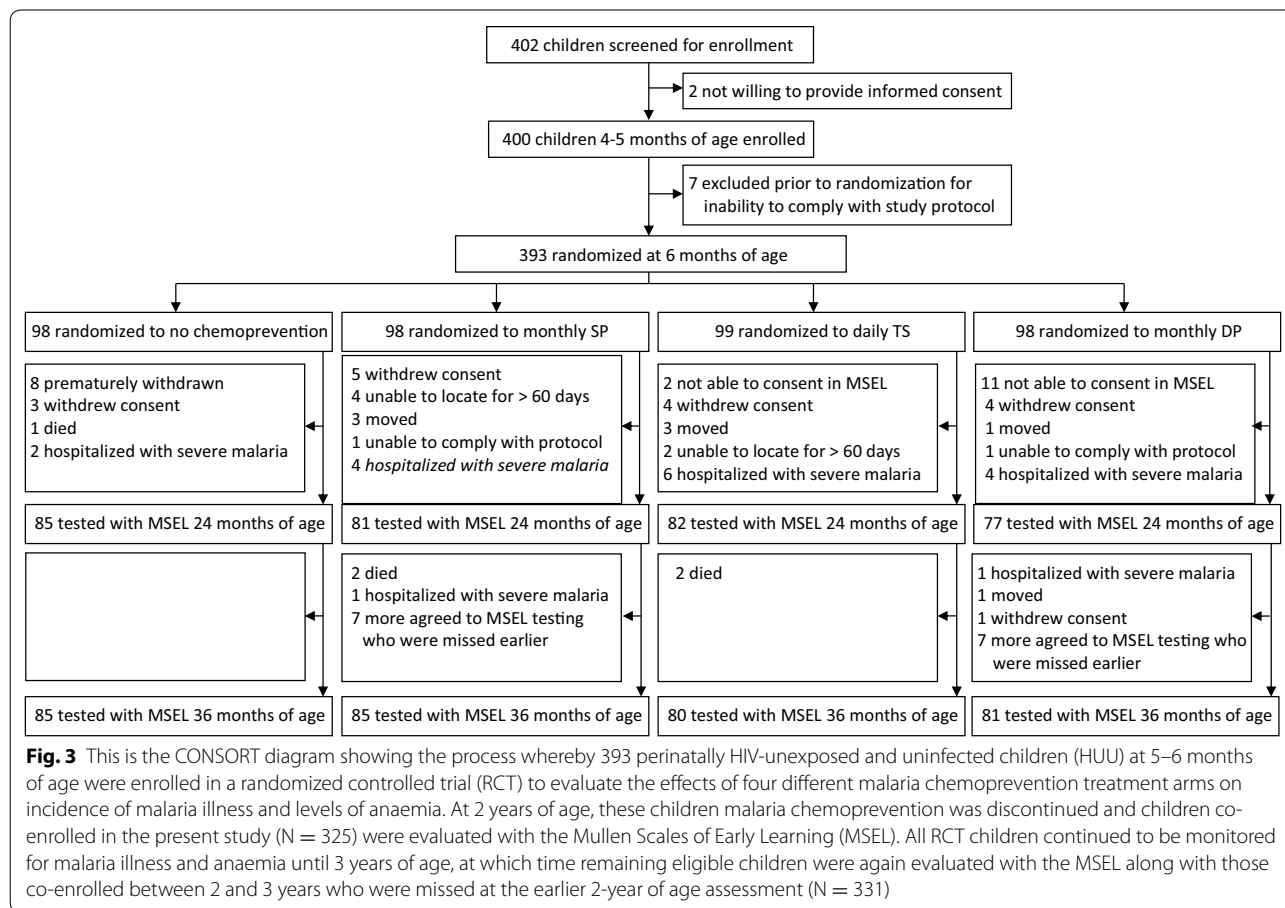 402 children screened for enrollment
2 not willing to provide informed consent
400 children 4-5 months of age enrolled
7 excluded prior to randomization for
inability to comply with study protocol
393 randomized at 6 months of age
98 randomized to no chemoprevention
8 prematurely withdrawn
3 withdrew consent
1 died
2 hospitalized with severe malaria
85 tested with MSEL 24 months of age
85 tested with MSEL 36 months of age
98 randomized to monthly SP
5 withdrew consent
4 unable to locate for > 60 days
3 moved
1 unable to comply with protocol
4 hospitalized with severe malaria
81 tested with MSEL 24 months of age
2 died
1 hospitalized with severe malaria
7 more agreed to MSEL testing
who were missed earlier
85 tested with MSEL 36 months of age
99 randomized to daily TS
2 not able to consent in MSEL
4 withdrew consent
3 moved
2 unable to locate for > 60 days
6 hospitalized with severe malaria
82 tested with MSEL 24 months of age
2 died
80 tested with MSEL 36 months of age
98 randomized to monthly DP
11 not able to consent in MSEL
4 withdrew consent
1 moved
1 unable to comply with protocol
4 hospitalized with severe malaria
77 tested with MSEL 24 months of age
1 hospitalized with severe malaria
1 moved
1 withdrew consent
7 more agreed to MSEL testing who
were missed earlier
81 tested with MSEL 36 months of age
Fig. 3 This is the CONSORT diagram showing the process whereby 393 perinatally HIV-unexposed and uninfected children (HUU) at 5–6 months
of age were enrolled in a randomized controlled trial (RCT) to evaluate the effects of four different malaria chemoprevention treatment arms on
incidence of malaria illness and levels of anaemia. At 2 years of age, these children malaria chemoprevention was discontinued and children co-
enrolled in the present study (N = 325) were evaluated with the Mullen Scales of Early Learning (MSEL). All RCT children continued to be monitored
for malaria illness and anaemia until 3 years of age, at which time remaining eligible children were again evaluated with the MSEL along with those
co-enrolled between 2 and 3 years who were missed at the earlier 2-year of age assessment (N = 331)